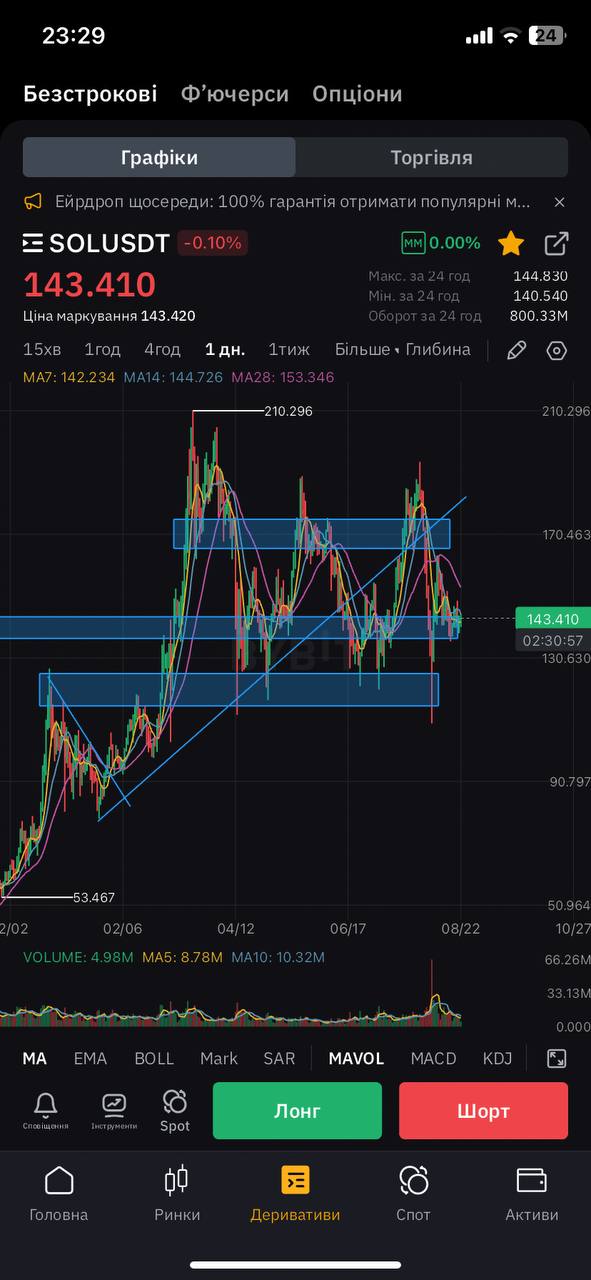 23:29
24
Безстрокові Ф’ючерси Опціони
Графіки Торгівля
Ейрдроп щосереди: 100% гарантія отримати популярні м...
SOLUSDT -0.10% MM 0.00%
143.410
Макс. за 24 год 144.830
Мін. за 24 год 140.540
Ціна маркування 143.420 Оборот за 24 год 800.33M
15хв 1год 4год 1 дн. 1тиж Більше Глибина
MA7: 142.234 MA14: 144.726 MA28: 153.346
210.296 210.296
170.463
143.410
02:30:57
BYBIT
130.630
90.797
53.467
50.964
2/02 02/06 04/12 06/17 08/22 10/27
VOLUME: 4.98M MA5: 8.78M MA10: 10.32M
66.26M
33.13M
0.000
MA EMA BOLL Mark SAR MAVOL MACD KDJ
Сповіщення Інструменти Spot Лонг Шорт
Головна Ринки Деривативи Спот Активи